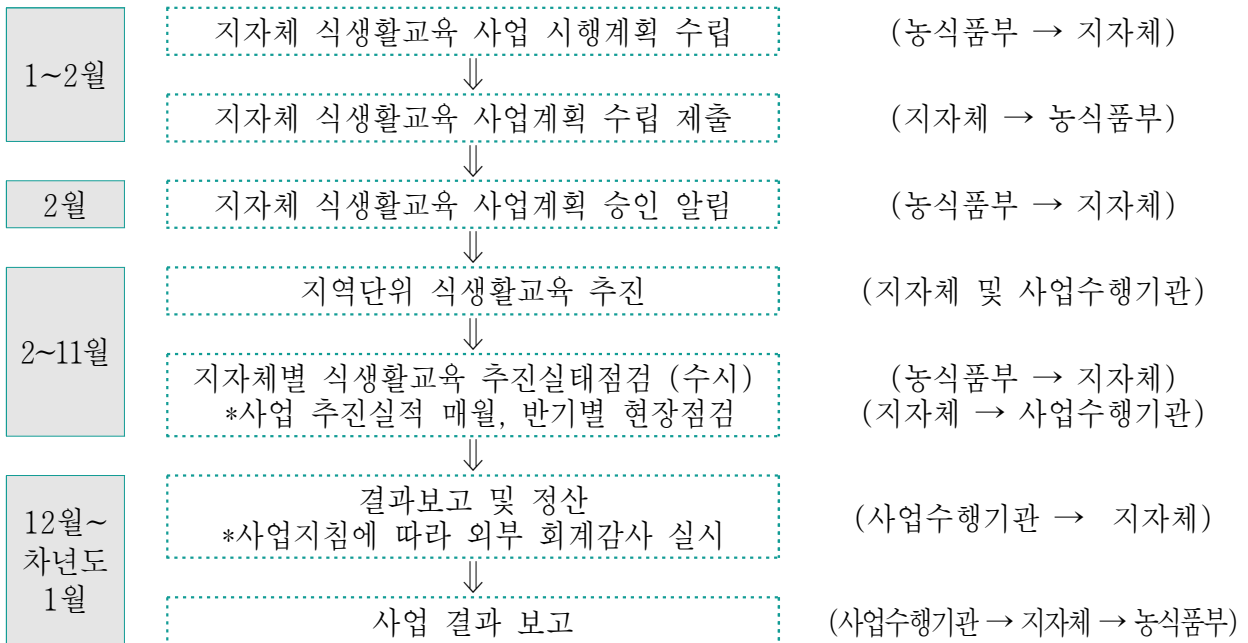 1~2월
지자체 식생활교육 사업 시행계획 수립 (농식품부 → 지자체)
⇓
지자체 식생활교육 사업계획 수립 제출 (지자체 → 농식품부)
⇓
2월
지자체 식생활교육 사업계획 승인 알림 (농식품부 → 지자체)
⇓
2~11월
지역단위 식생활교육 추진 (지자체 및 사업수행기관)
⇓
지자체별 식생활교육 추진실태점검 (수시) (농식품부 → 지자체)
*사업 추진실적 매월, 반기별 현장점검 (지자체 → 사업수행기관)
⇓
12월~
차년도
1월
결과보고 및 정산
*사업지침에 따라 외부 회계감사 실시
(사업수행기관 → 지자체)
⇓
사업 결과 보고 (사업수행기관 → 지자체 → 농식품부)